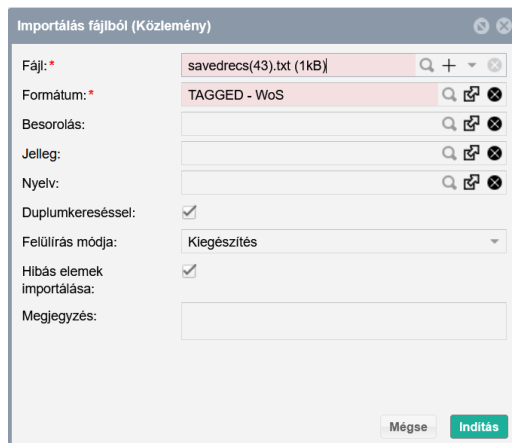 Importálás fájlból (Közlemény)
Fájl:* savedrecs(43).txt (1kB)
Formátum:* TAGGED - WoS
Besorolás:
Jelleg:
Nyelv:
Duplumkereséssel:
Felülírás módja: Kiegészítés
Hibás elemek
importálása:
Megjegyzés:
Mégse Indítás